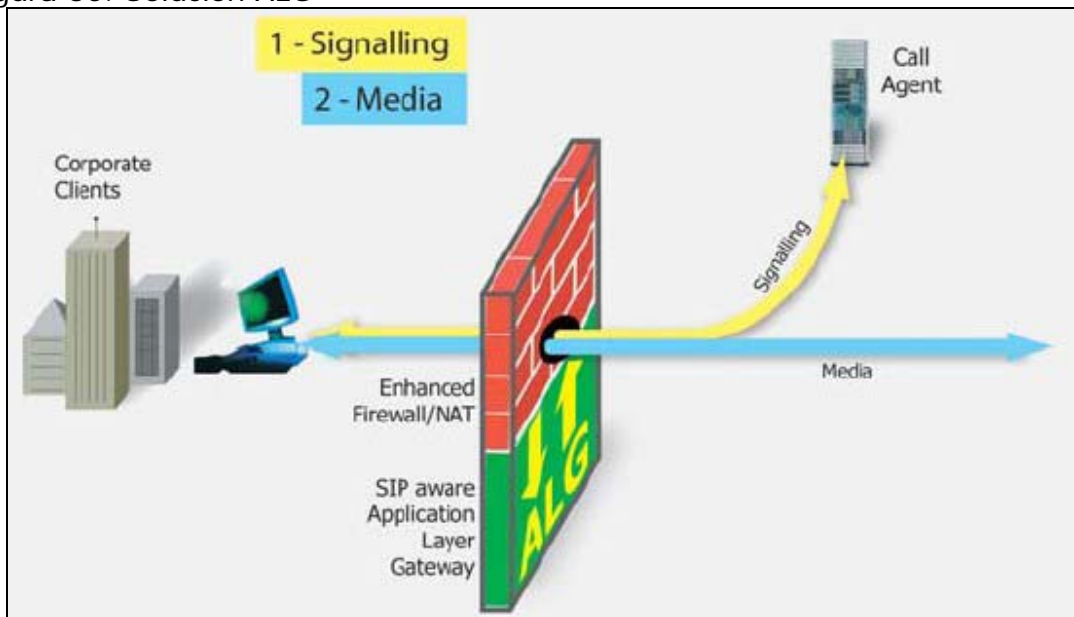 1 - Signalling
2 - Media
Call
Agent
Corporate
Clients
Signalling
Media
Enhanced
Firewall/NAT
SIP aware
Application
Layer
Gateway
ALG